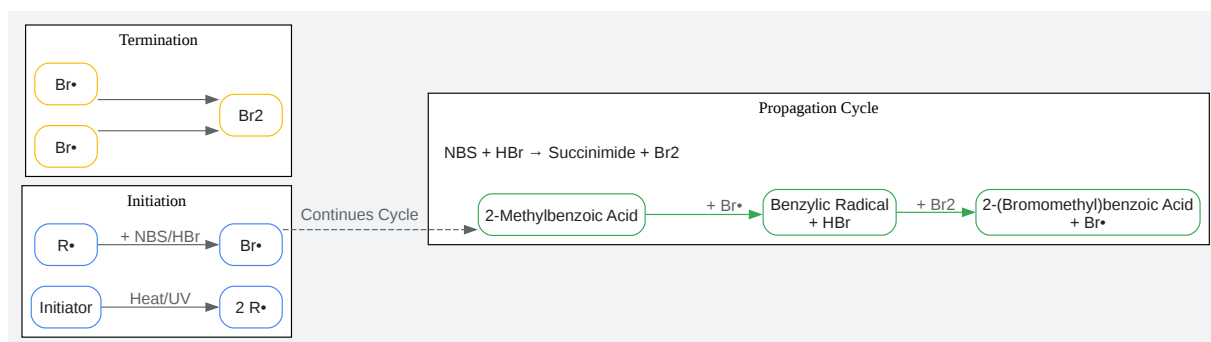 Termination
Br•
Br•
Br2
Initiation
R•
+ NBS/HBr
Br•
Initiator
Heat/UV
2 R•
Continues Cycle
Propagation Cycle
NBS + HBr → Succinimide + Br2
2-Methylbenzoic Acid
+ Br•
Benzylic Radical
+ HBr
+ Br2
2-(Bromomethyl)benzoic Acid
+ Br•